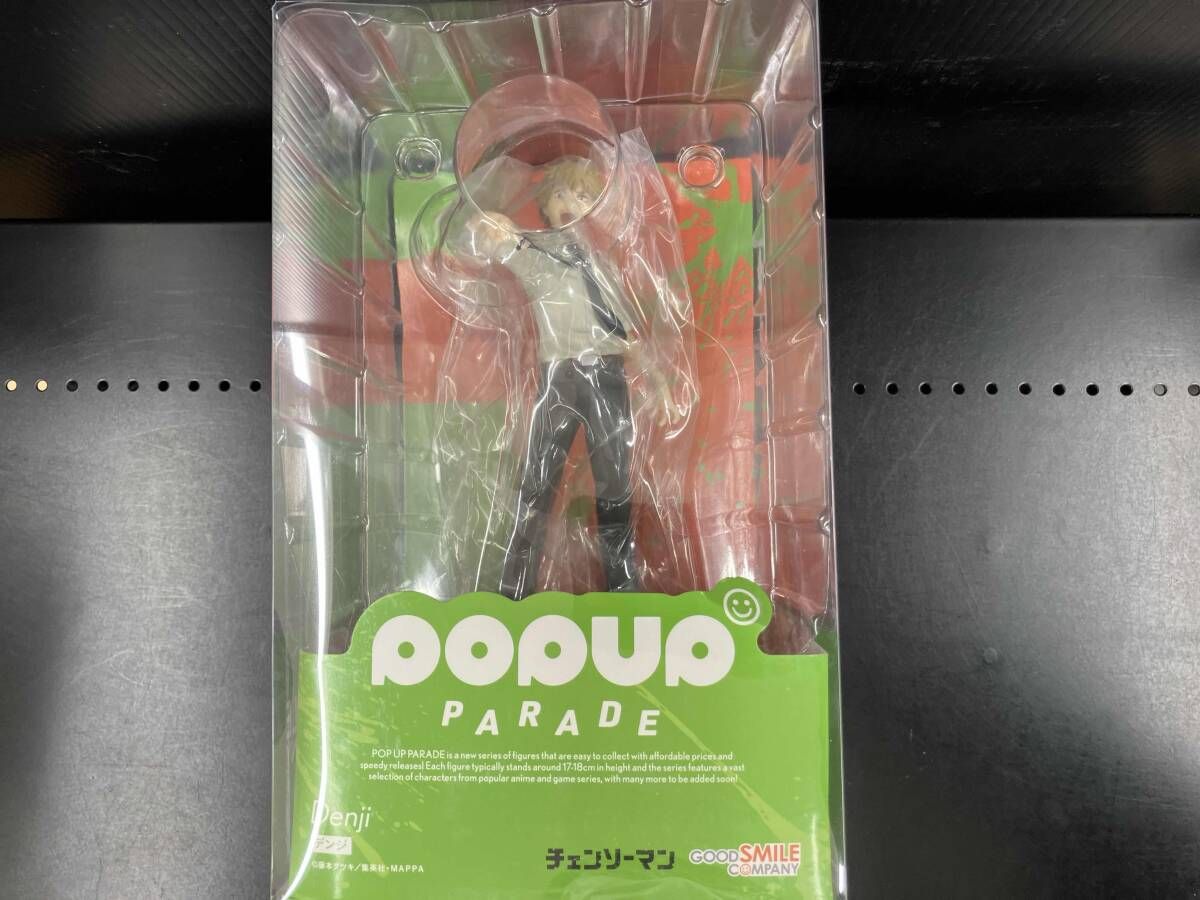 POPUP
PARADE
POP UP PARADE is a new series of figures that are easy to collect with affordable prices and
speedy releases! Each figure typically stands around 17-18cm in height and the series features a vast
selection of characters from popular anime and game series, with many more to be added soon!
Denji
デンジ
©藤本タツキ／集英社・MAPPA
チェンソーマン
GOOD SMILE
COMPANY